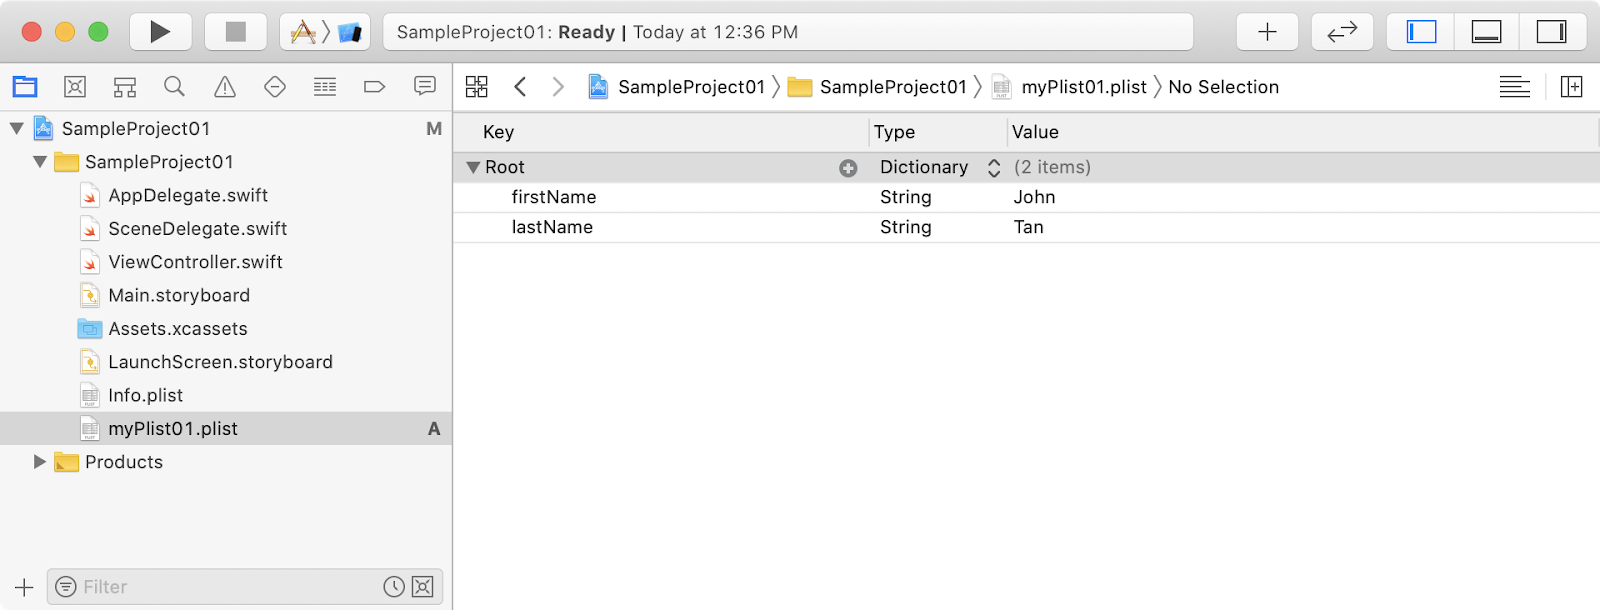 SampleProject01: Ready | Today at 12:36 PM
SampleProject01 SampleProject01 myPlist01.plist No Selection
SampleProject01 M
SampleProject01
AppDelegate.swift
SceneDelegate.swift
ViewController.swift
Main.storyboard
Assets.xcassets
LaunchScreen.storyboard
Info.plist
myPlist01.plist A
Products
Filter
Key Type Value
Root Dictionary (2 items)
firstName String John
lastName String Tan